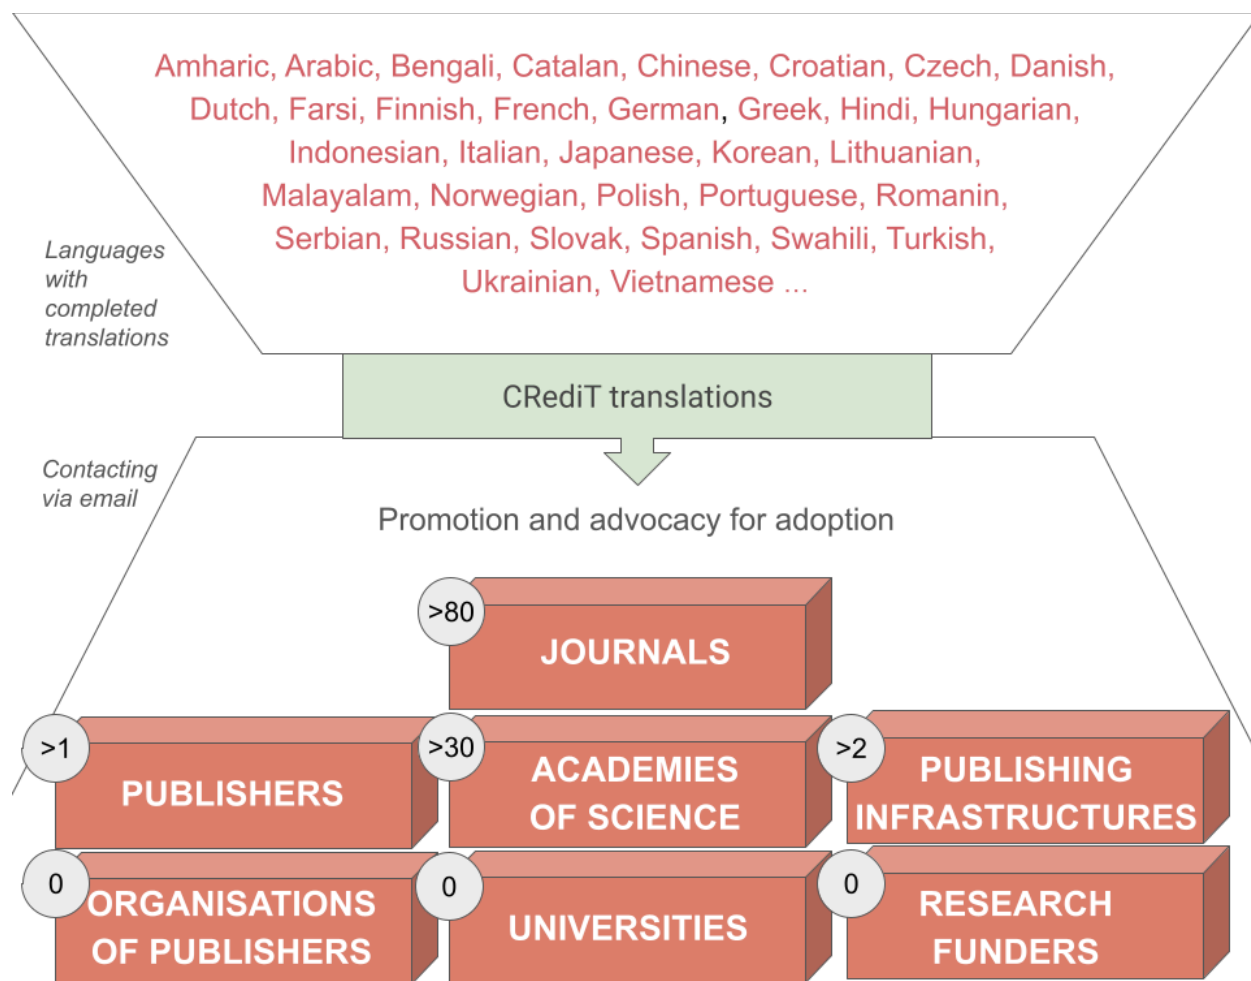 Amharic, Arabic, Bengali, Catalan, Chinese, Croatian, Czech, Danish,
Dutch, Farsi, Finnish, French, German, Greek, Hindi, Hungarian,
Indonesian, Italian, Japanese, Korean, Lithuanian,
Malayalam, Norwegian, Polish, Portuguese, Romanin,
Serbian, Russian, Slovak, Spanish, Swahili, Turkish,
Ukrainian, Vietnamese ...
Languages
with
completed
translations
CRediT translations
Contacting
via email
Promotion and advocacy for adoption
>80
JOURNALS
>1
PUBLISHERS
>30
ACADEMIES
OF SCIENCE
>2
PUBLISHING
INFRASTRUCTURES
0
ORGANISATIONS
OF PUBLISHERS
0
UNIVERSITIES
0
RESEARCH
FUNDERS